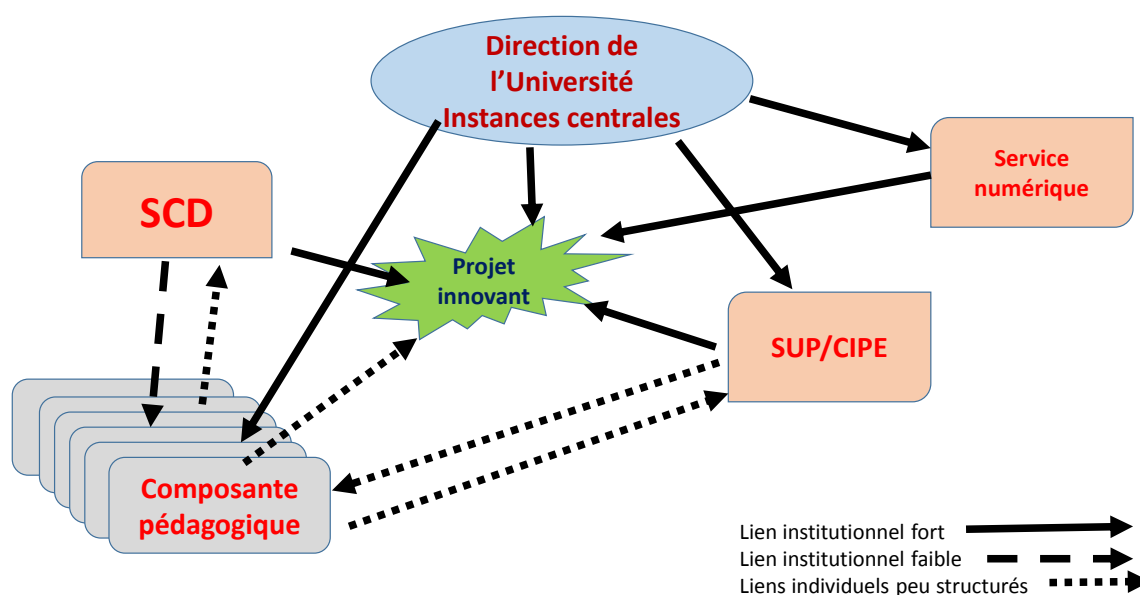 Direction de
l'Université
Instances centrales
Service
numérique
SCD
Projet
innovant
SUP/CIPE
Composante
pédagogique
Lien institutionnel fort
Lien institutionnel faible
Liens individuels peu structurés